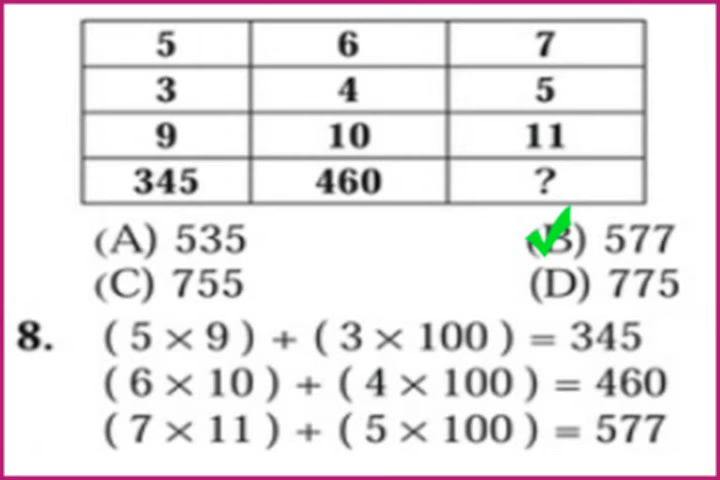 5 6 7
3 4 5
9 10 11
345 460 ?
(A) 535 (B) 577
(C) 755 (D) 775
8. ( 5 × 9 ) + ( 3 × 100 ) = 345
( 6 × 10 ) + ( 4 × 100 ) = 460
( 7 × 11 ) + ( 5 × 100 ) = 577